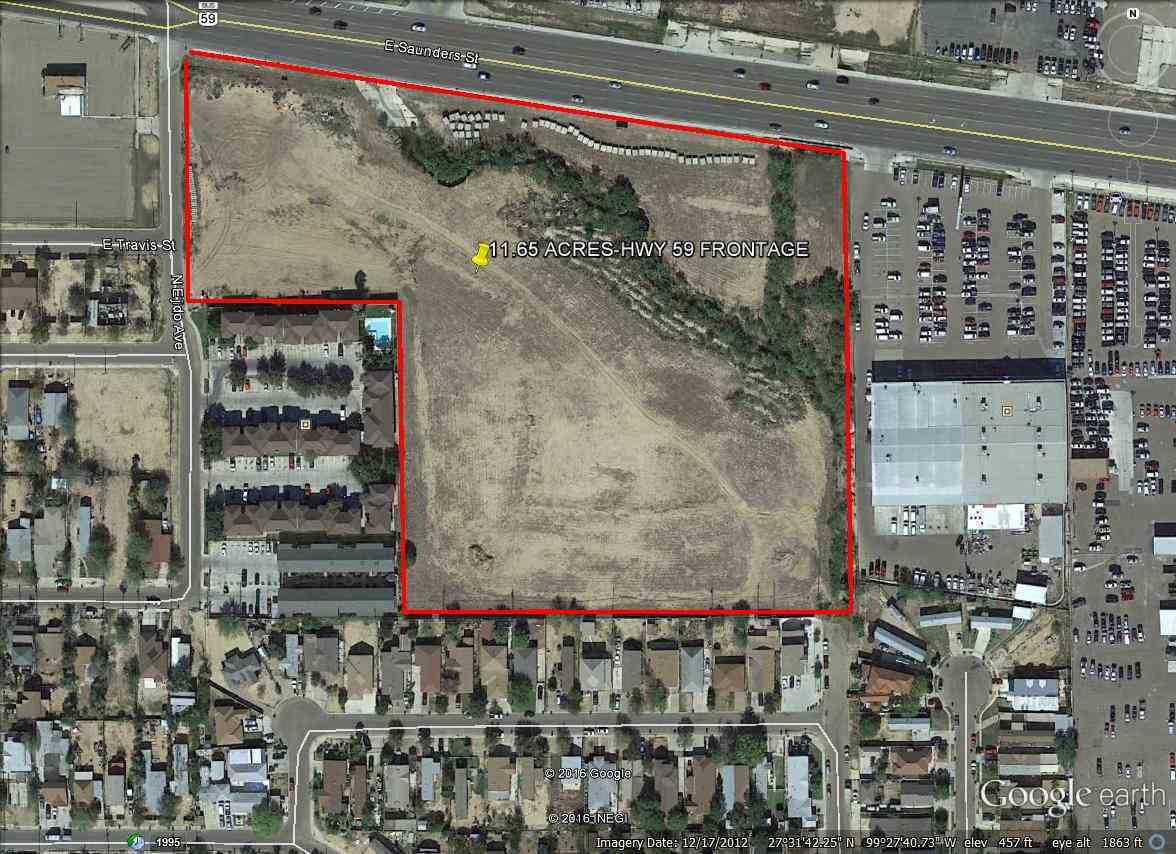 BUS
59
N
E Saunders St
E Travis St
11.65 ACRES-HWY 59 FRONTAGE
N Ejido Ave
© 2016 Google
© 2016 INEGI
Google earth
1995
Imagery Date: 12/17/2012 27°31'42.25" N 99°27'40.73" W elev 457 ft eye alt 1863 ft